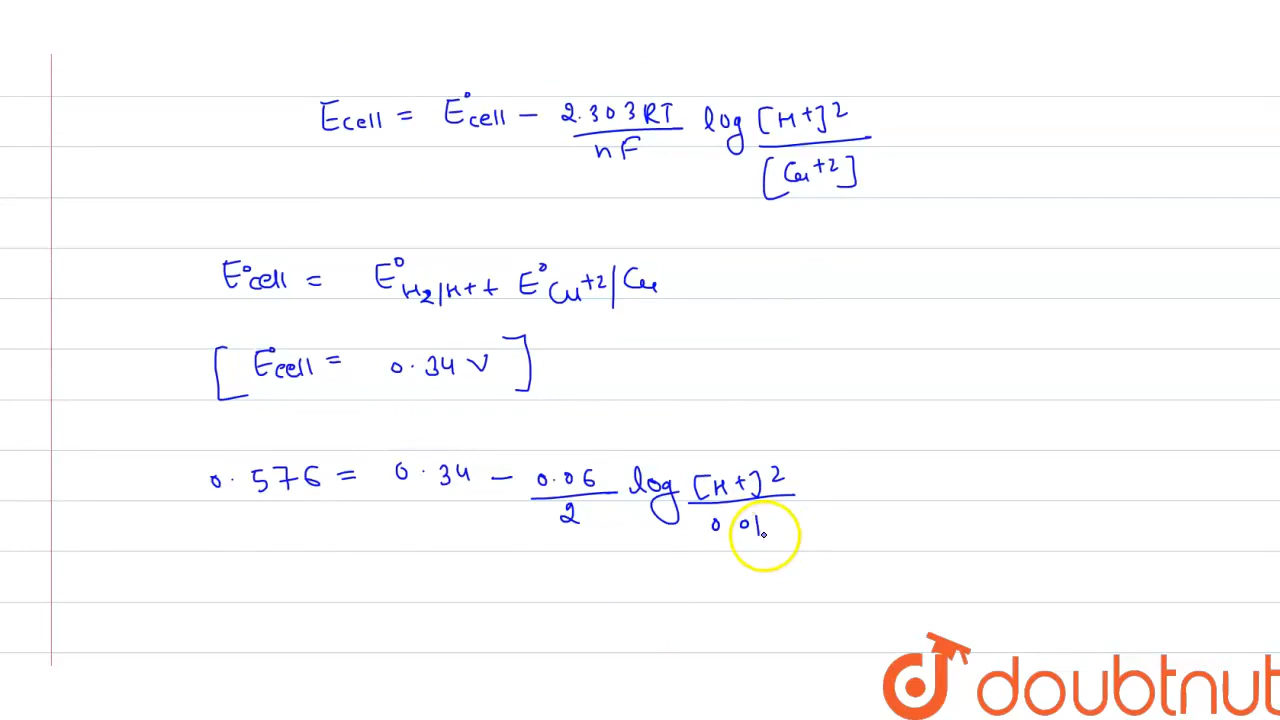 Ecell = E°cell - 2.303RT/nF log [H+]2/[Cu+2]
E°cell = E°H2/H+ + E°Cu+2/Cu
[ E°cell = 0.34 V ]
0.576 = 0.34 - 0.06/2 log [H+]2/0.01
doubtnut